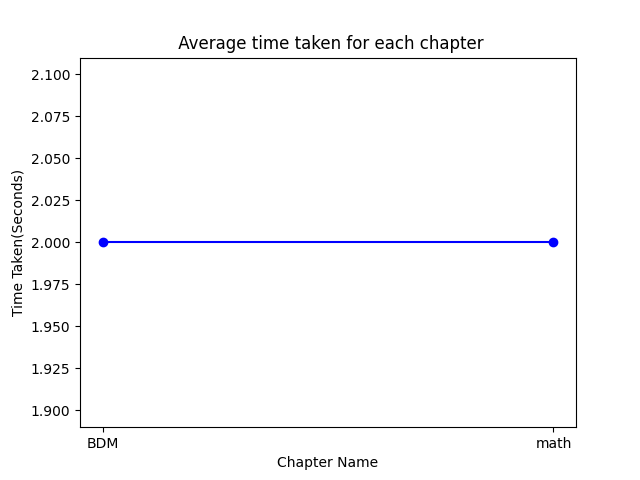 Average time taken for each chapter
2.100
2.075
2.050
2.025
2.000
1.975
1.950
1.925
1.900
Time Taken(Seconds)
BDM
math
Chapter Name